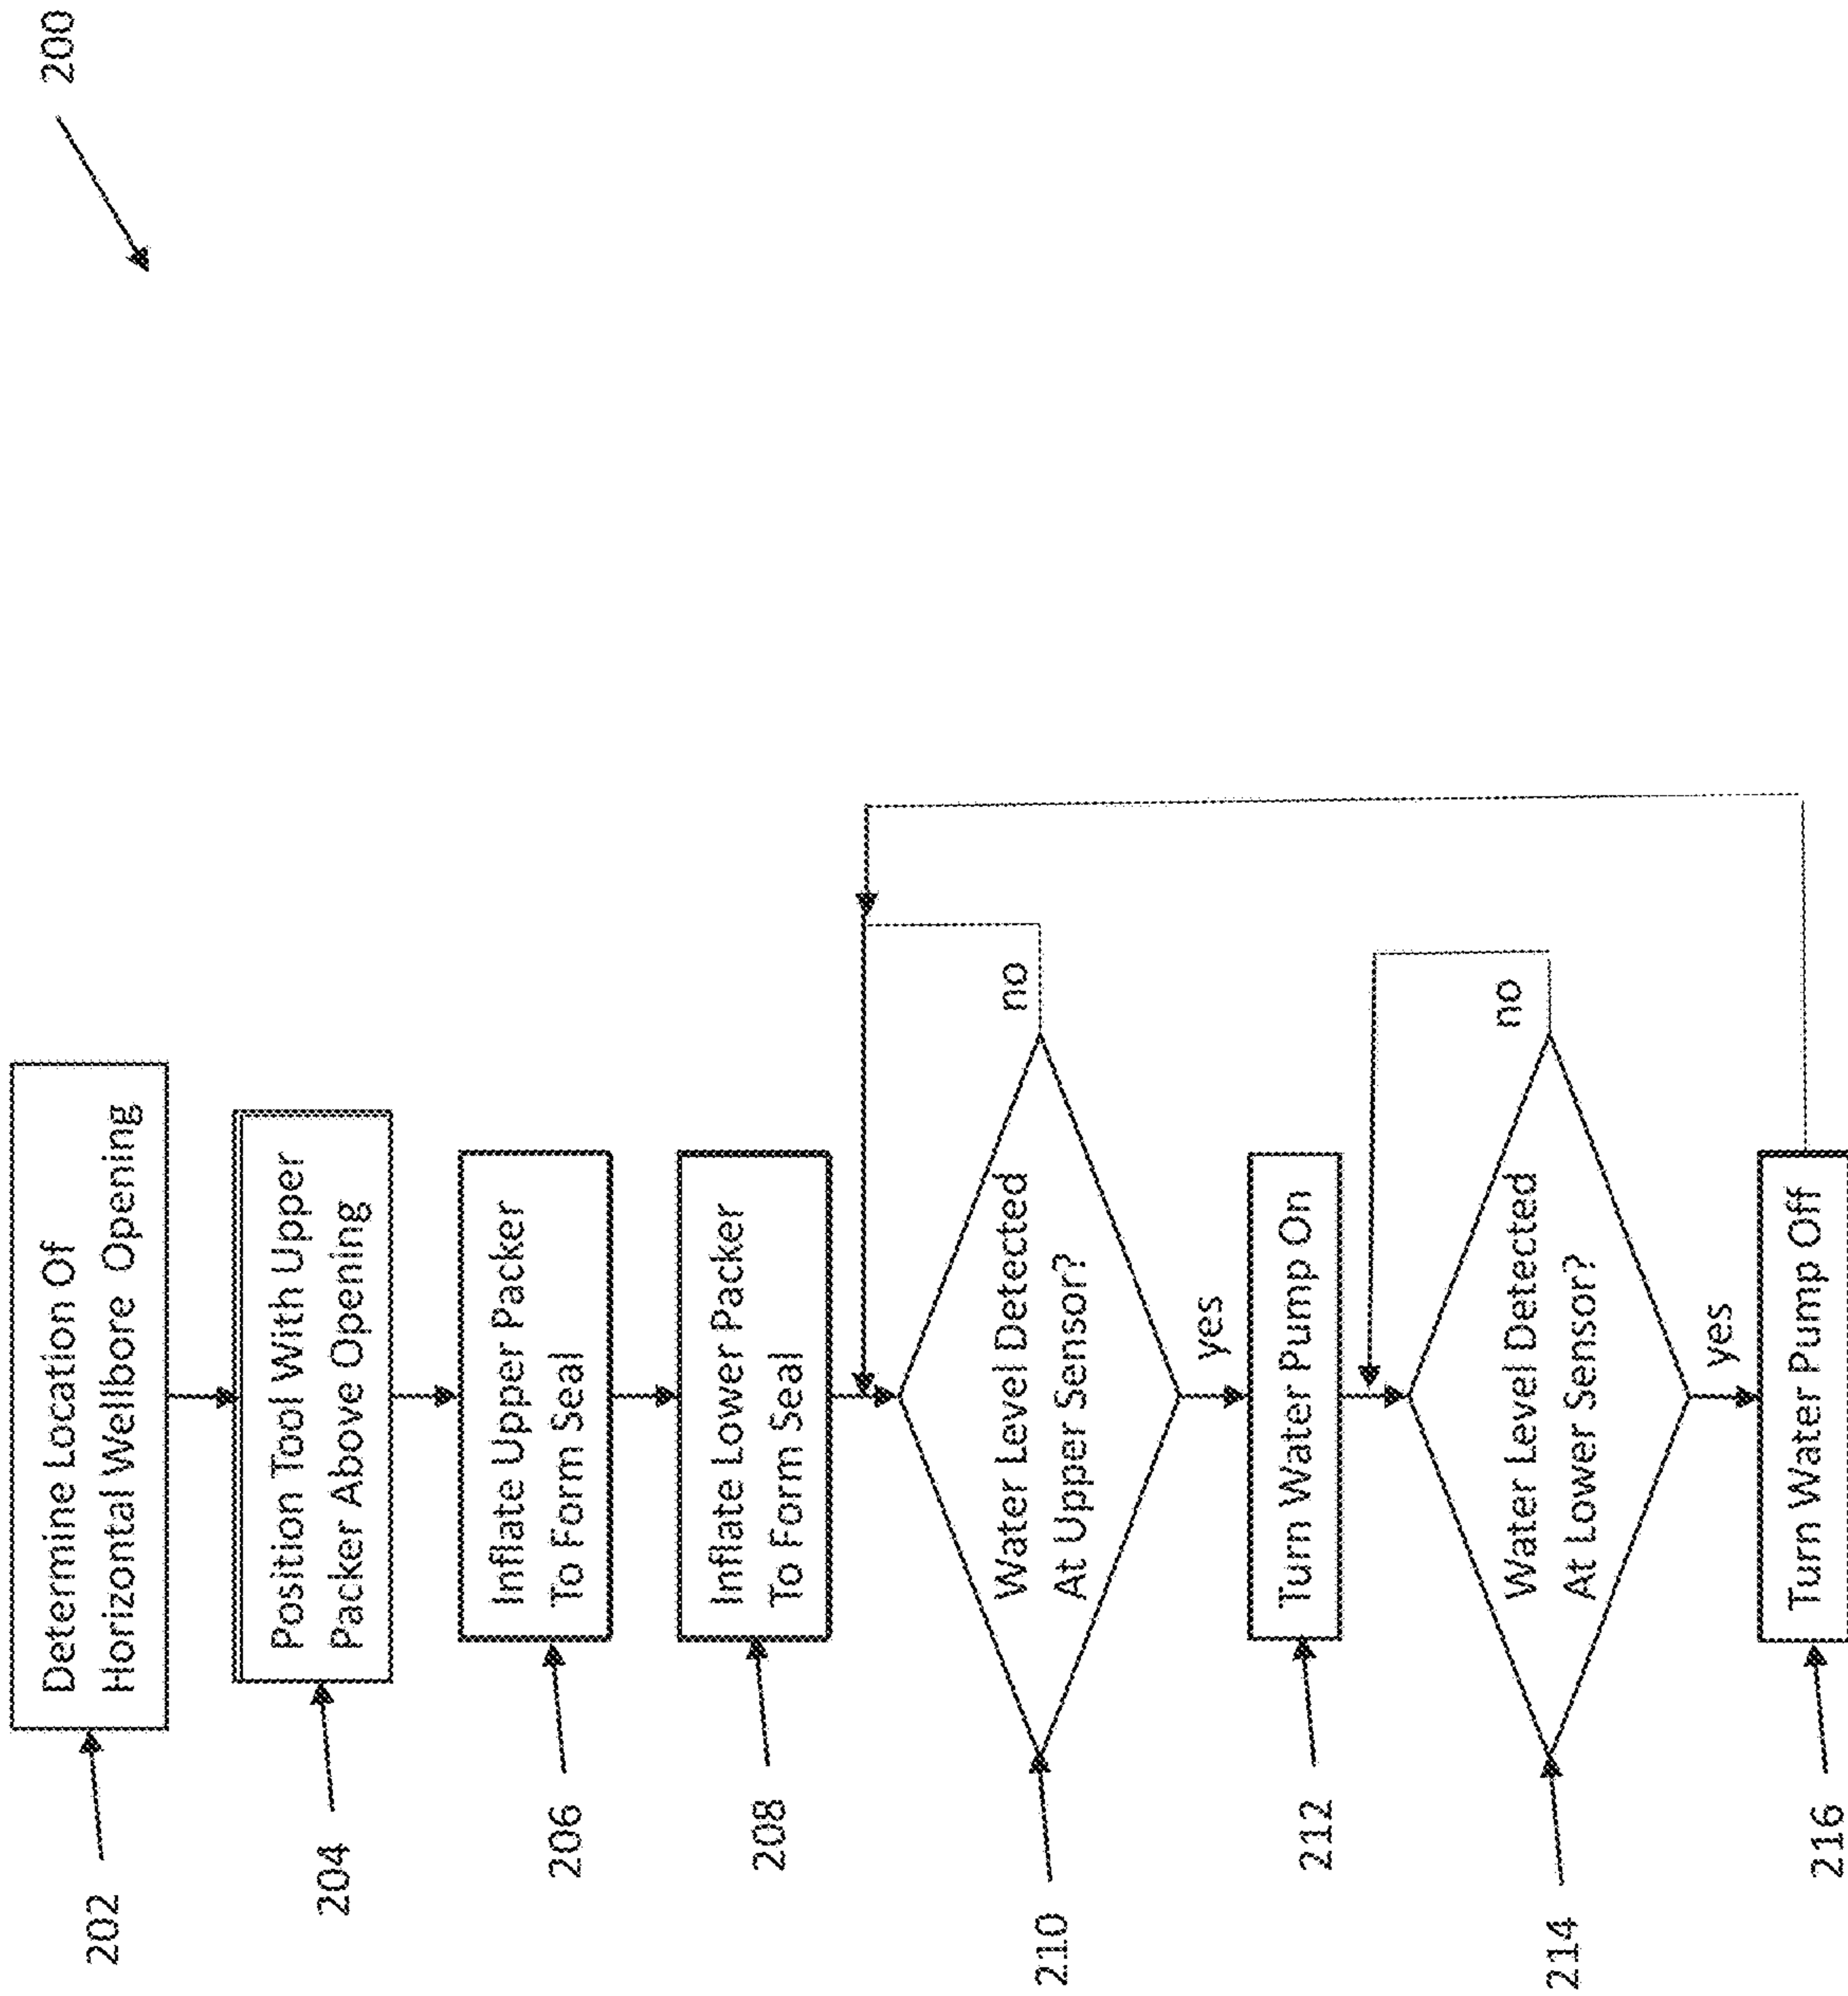 200
202
Determine Location Of
Horizontal Wellbore Opening
204
Position Tool With Upper
Packer Above Opening
206
Inflate Upper Packer
To Form Seal
208
Inflate Lower Packer
To Form Seal
210
Water Level Detected
At Upper Sensor?
no
yes
212
Turn Water Pump On
214
Water Level Detected
At Lower Sensor?
no
yes
216
Turn Water Pump Off